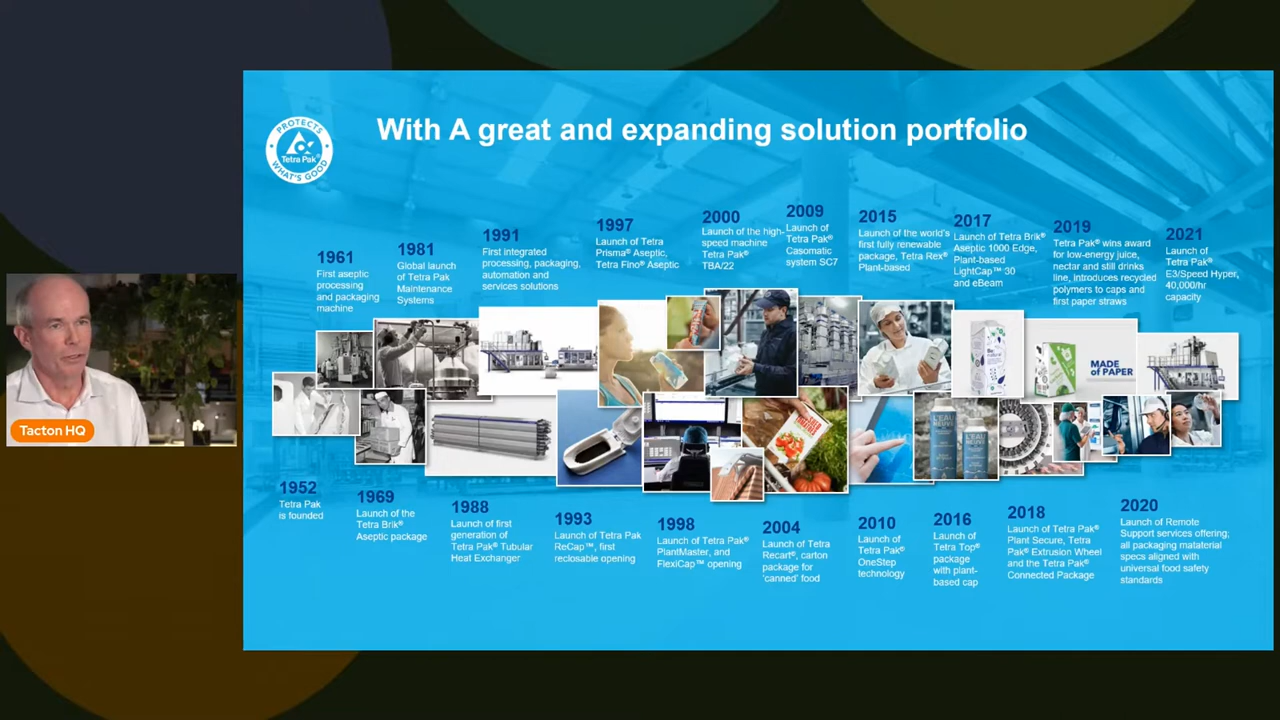 With A great and expanding solution portfolio
PROTECTS
Tetra Pak®
WHAT'S GOOD
1961
First aseptic
processing
and packaging
machine
1981
Global launch
of Tetra Pak
Maintenance
Systems
1991
First integrated
processing, packaging,
automation and
services solutions
1997
Launch of Tetra
Prisma® Aseptic,
Tetra Fino® Aseptic
2000
Launch of the high-
speed machine
Tetra Pak®
TBA/22
2009
Launch of
Tetra Pak®
Casomatic
system SC7
2015
Launch of the world's
first fully renewable
package, Tetra Rex®
Plant-based
2017
Launch of Tetra Brik®
Aseptic 1000 Edge,
Plant-based
LightCap™ 30
and eBeam
2019
Tetra Pak® wins award
for low-energy juice,
nectar and still drinks
line, introduces recycled
polymers to caps and
first paper straws
2021
Launch of
Tetra Pak®
E3/Speed Hyper,
40,000/hr
capacity
MADE
of PAPER
L'EAU
L'EAU
Tacton HQ
1952
Tetra Pak
is founded
1969
Launch of the
Tetra Brik®
Aseptic package
1988
Launch of first
generation of
Tetra Pak® Tubular
Heat Exchanger
1993
Launch of Tetra Pak
ReCap™, first
reclosable opening
1998
Launch of Tetra Pak®
PlantMaster, and
FlexiCap™ opening
2004
Launch of Tetra
Recart®, carton
package for
'canned' food
2010
Launch of
Tetra Pak®
OneStep
technology
2016
Launch of
Tetra Top®
package
with plant-
based cap
2018
Launch of Tetra Pak®
Plant Secure, Tetra
Pak® Extrusion Wheel
and the Tetra Pak®
Connected Package
2020
Launch of Remote
Support services offering;
all packaging mataterial
specs aligned with
universal food safety
standards